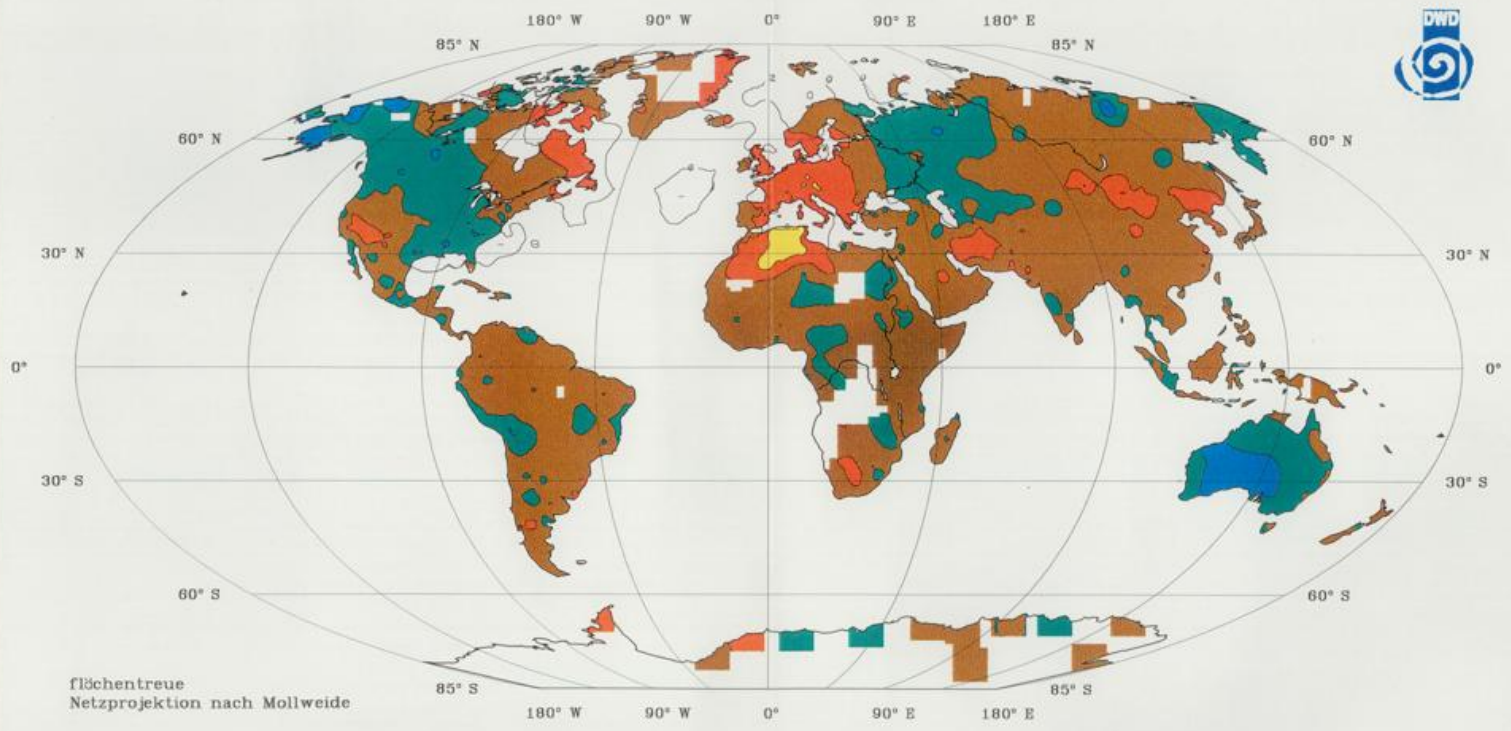 180° W 90° W 0° 90° E 180° E
DWD
85° N 85° N
60° N 60° N
30° N 30° N
0° 0°
30° S 30° S
60° S 60° S
flächentreue
Netzprojektion nach Mollweide
85° S 85° S
180° W 90° W 0° 90° E 180° E